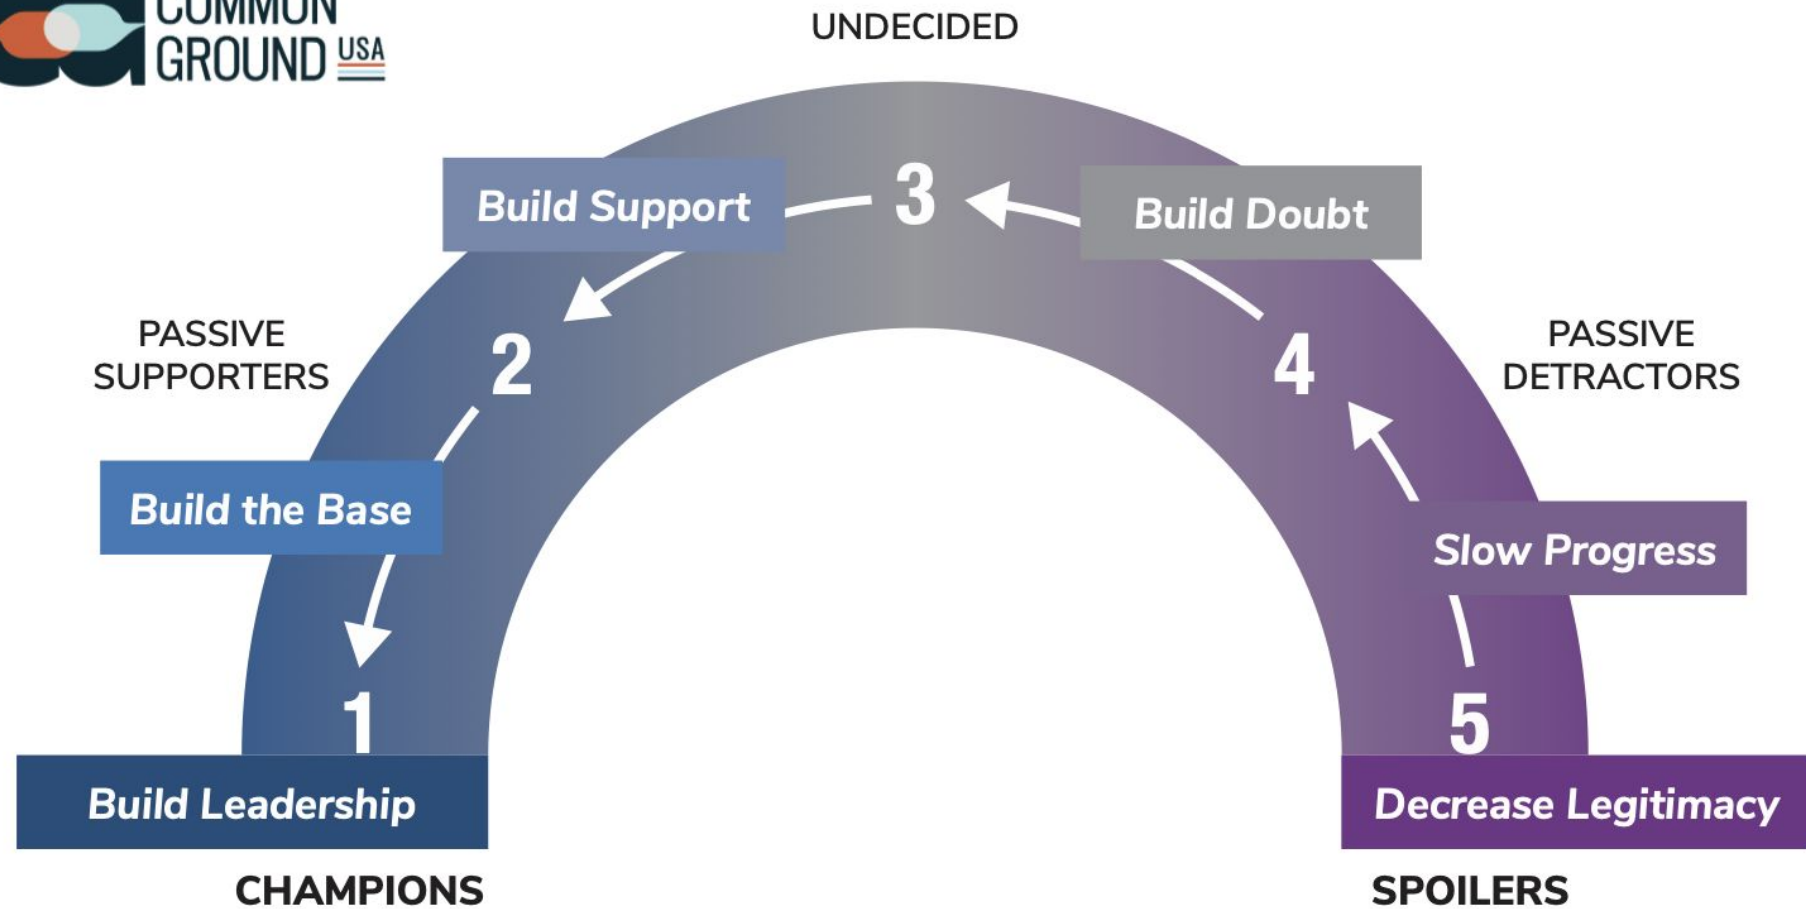 COMMON
GROUND USA
UNDECIDED
Build Support
3
Build Doubt
PASSIVE
SUPPORTERS
2
4
PASSIVE
DETRACTORS
Build the Base
Slow Progress
1
5
Build Leadership
Decrease Legitimacy
CHAMPIONS
SPOILERS